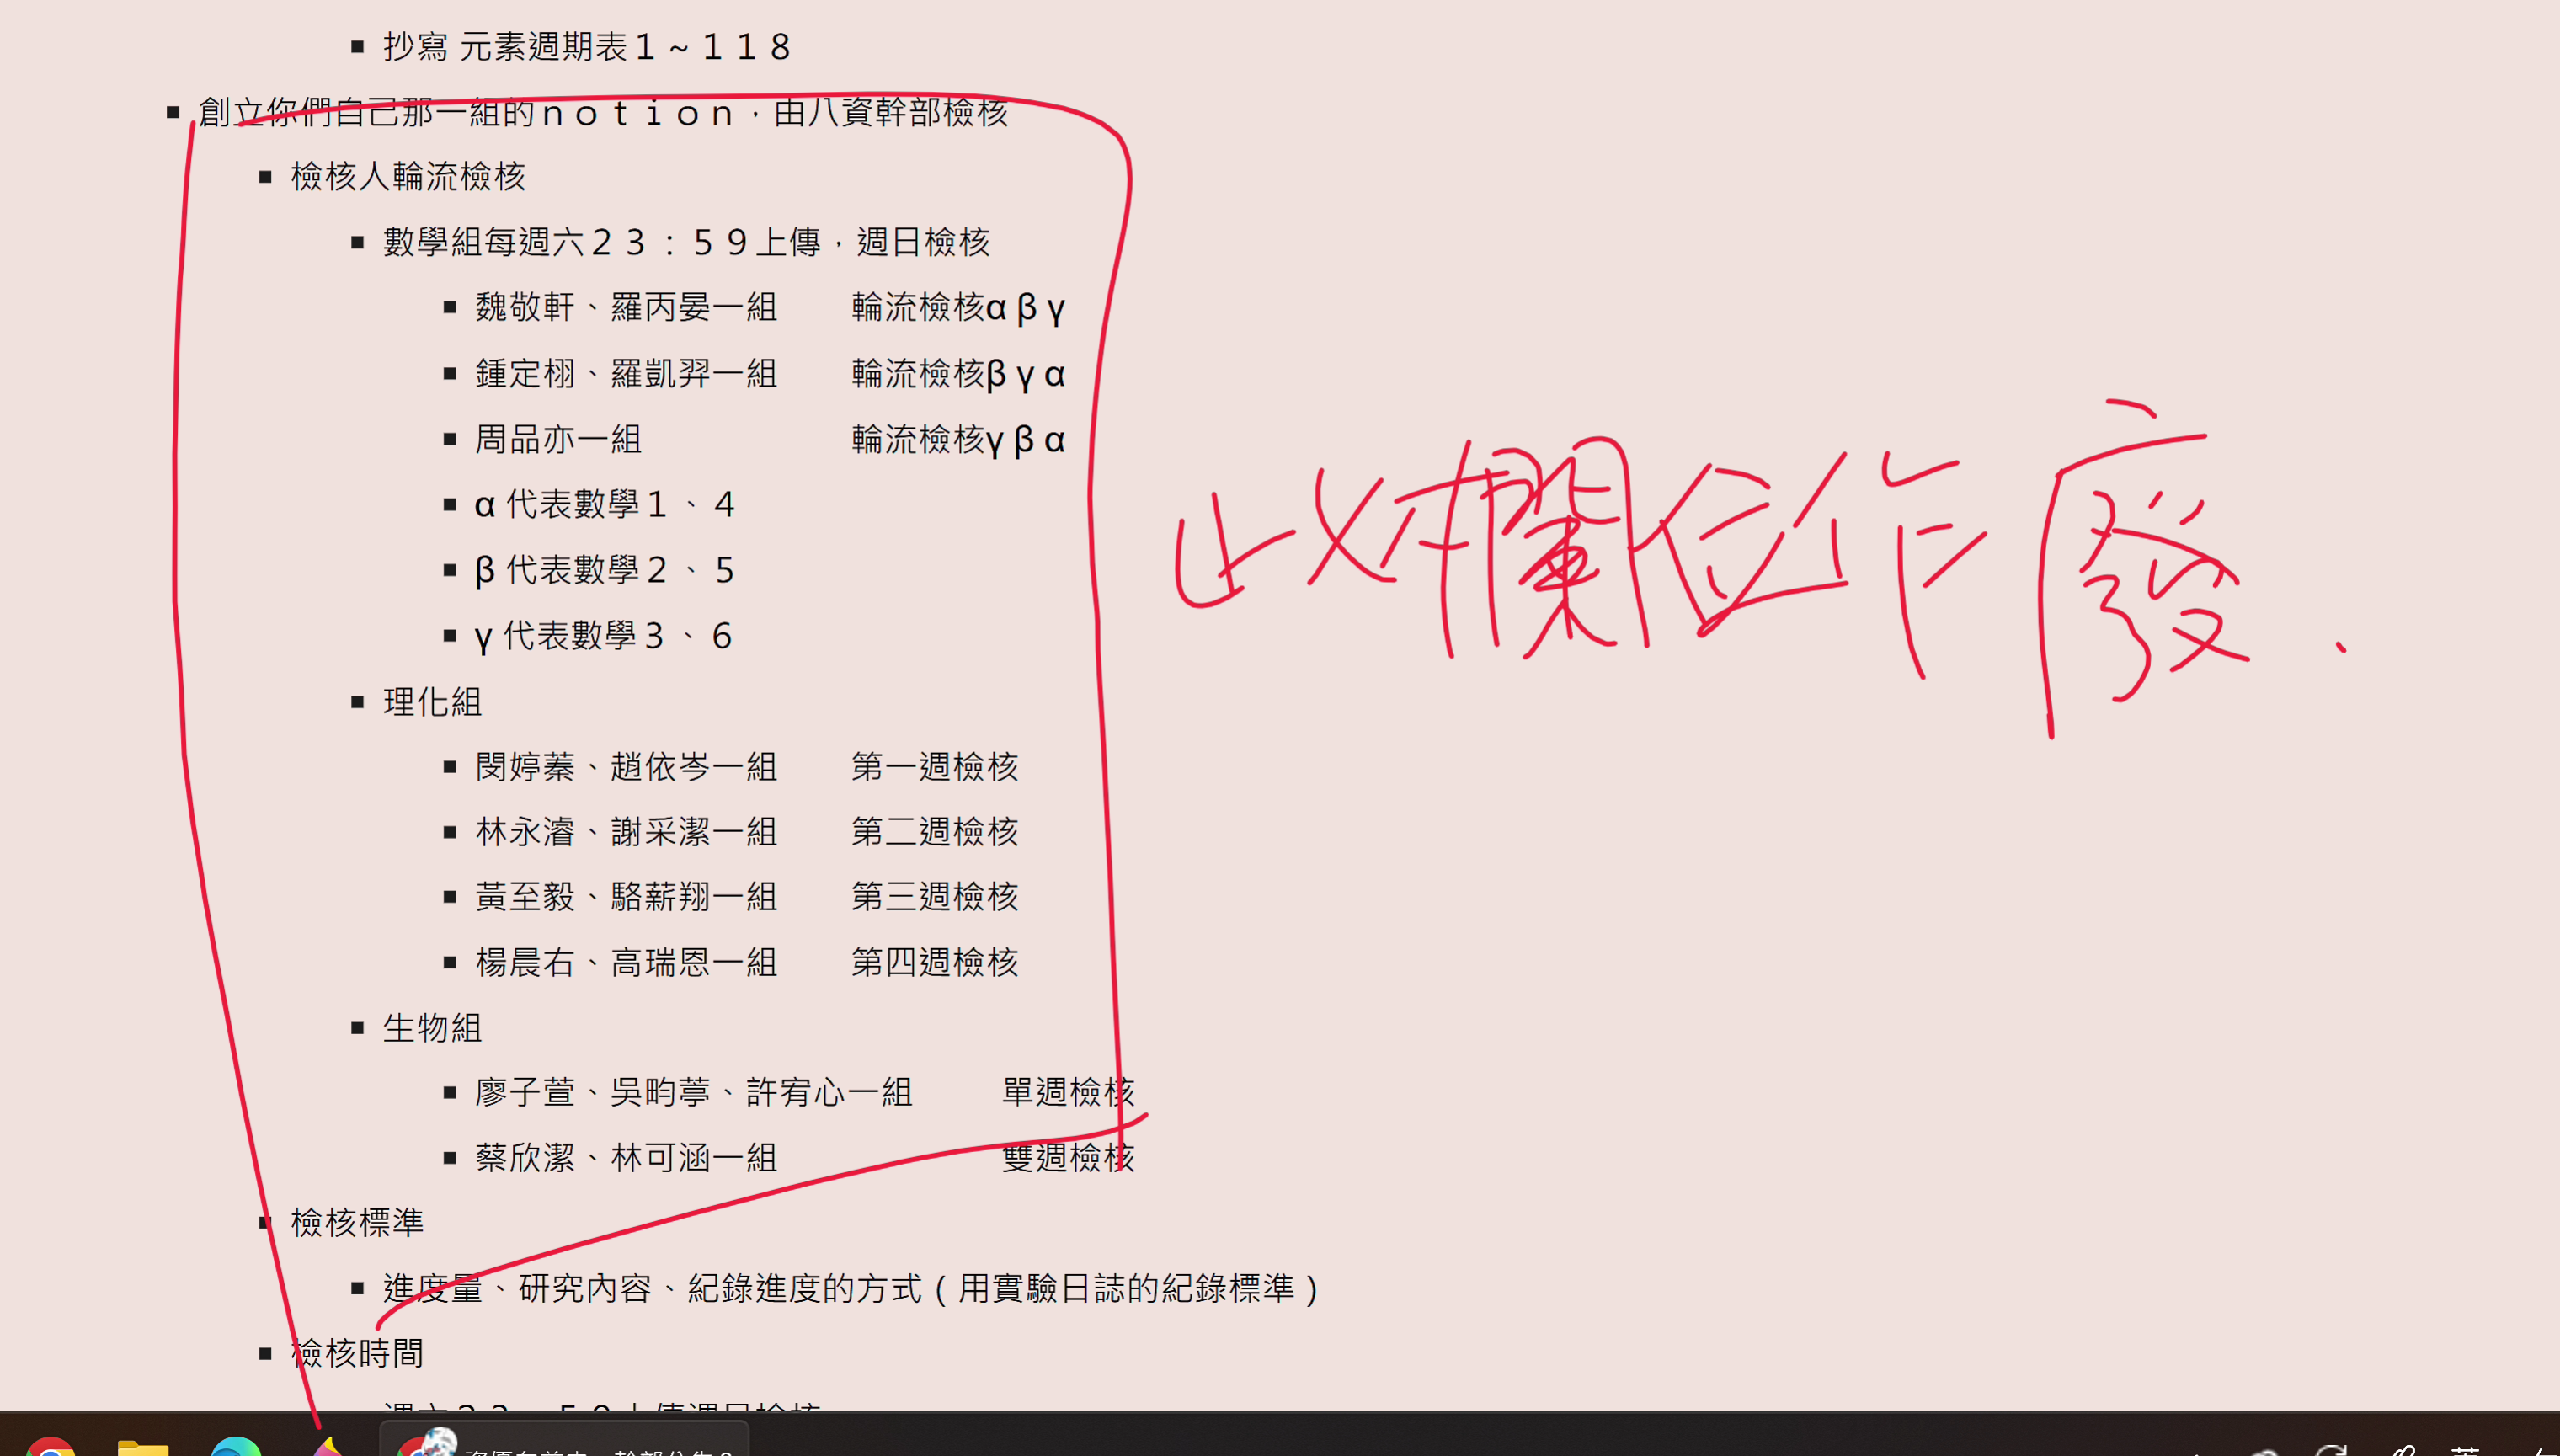 抄寫 元素週期表１~１１８
創立你們自己那一組的ｎｏｔｉｏｎ，由八資幹部檢核
檢核人輪流檢核
數學組每週六２３：５９上傳，週日檢核
魏敬軒、羅丙晏一組 輪流檢核αβγ
鍾定栩、羅凱羿一組 輪流檢核βγα
周品亦一組 輪流檢核γβα
α 代表數學１、４
β 代表數學２、５
γ 代表數學３、６
此欄位作廢.
理化組
閔婷蓁、趙依岑一組 第一週檢核
林永濬、謝采潔一組 第二週檢核
黃至毅、駱薪翔一組 第三週檢核
楊晨右、高瑞恩一組 第四週檢核
生物組
廖子萱、吳畇葶、許宥心一組 單週檢核
蔡欣潔、林可涵一組 雙週檢核
檢核標準
進度量、研究內容、紀錄進度的方式（用實驗日誌的紀錄標準）
檢核時間
英